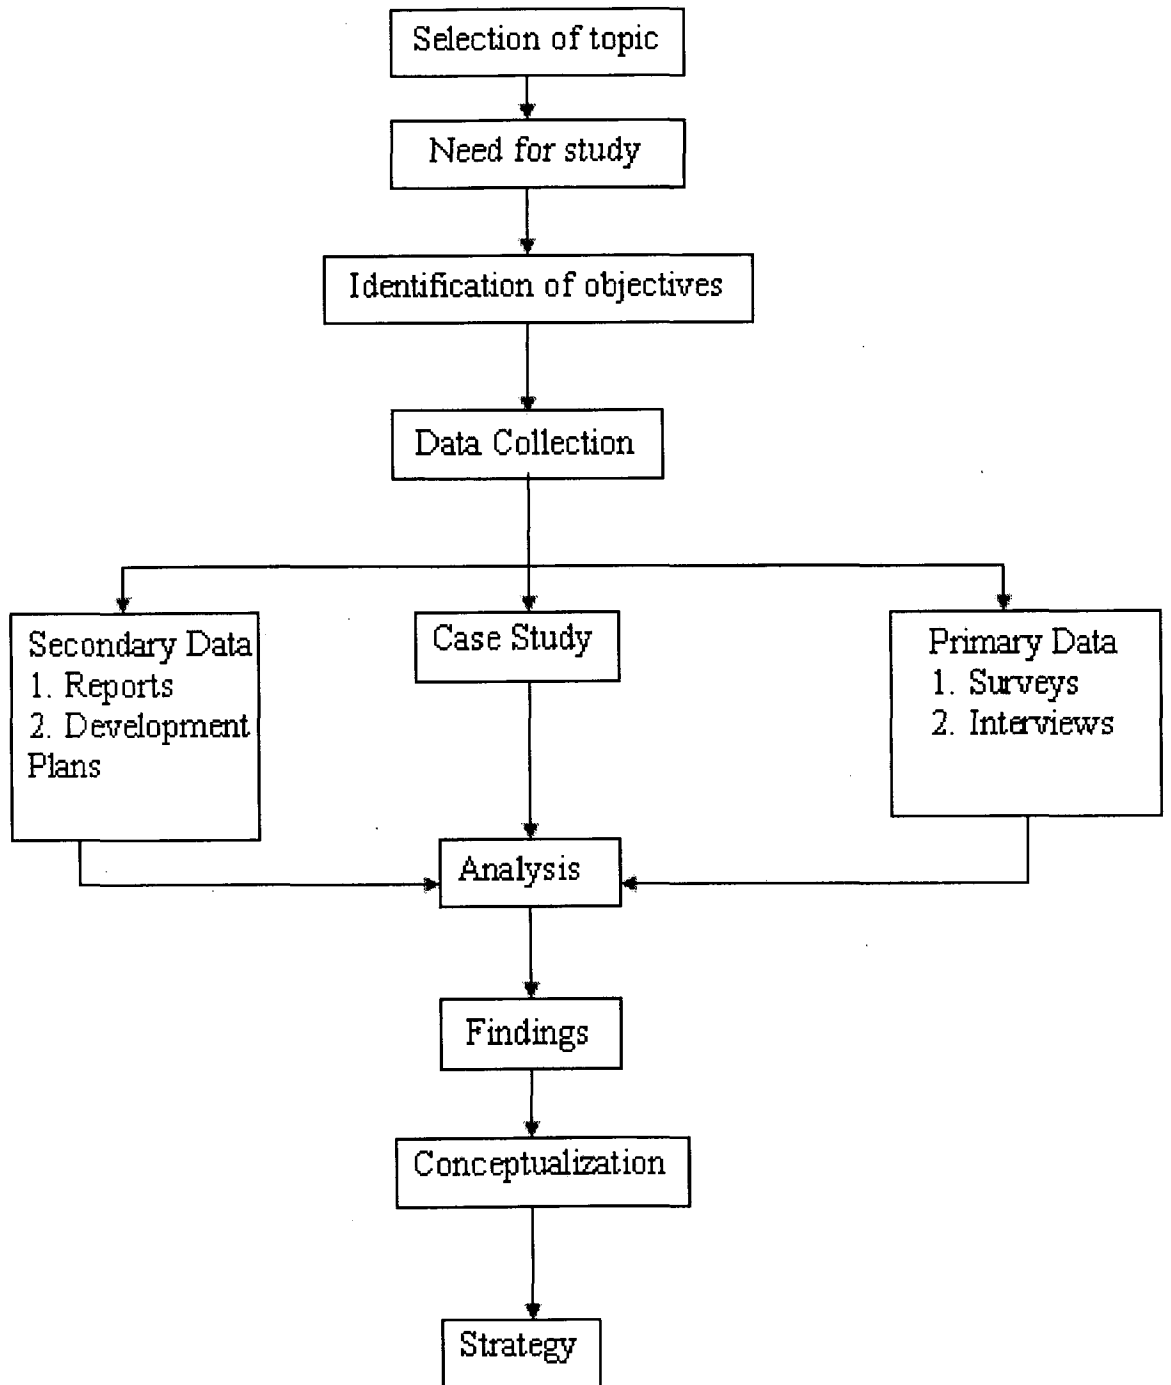 Selection of topic
Need for study
Identification of objectives
Data Collection
Secondary Data
1. Reports
2. Development
Plans
Case Study
Primary Data
1. Surveys
2. Interviews
Analysis
Findings
Conceptualization
Strategy